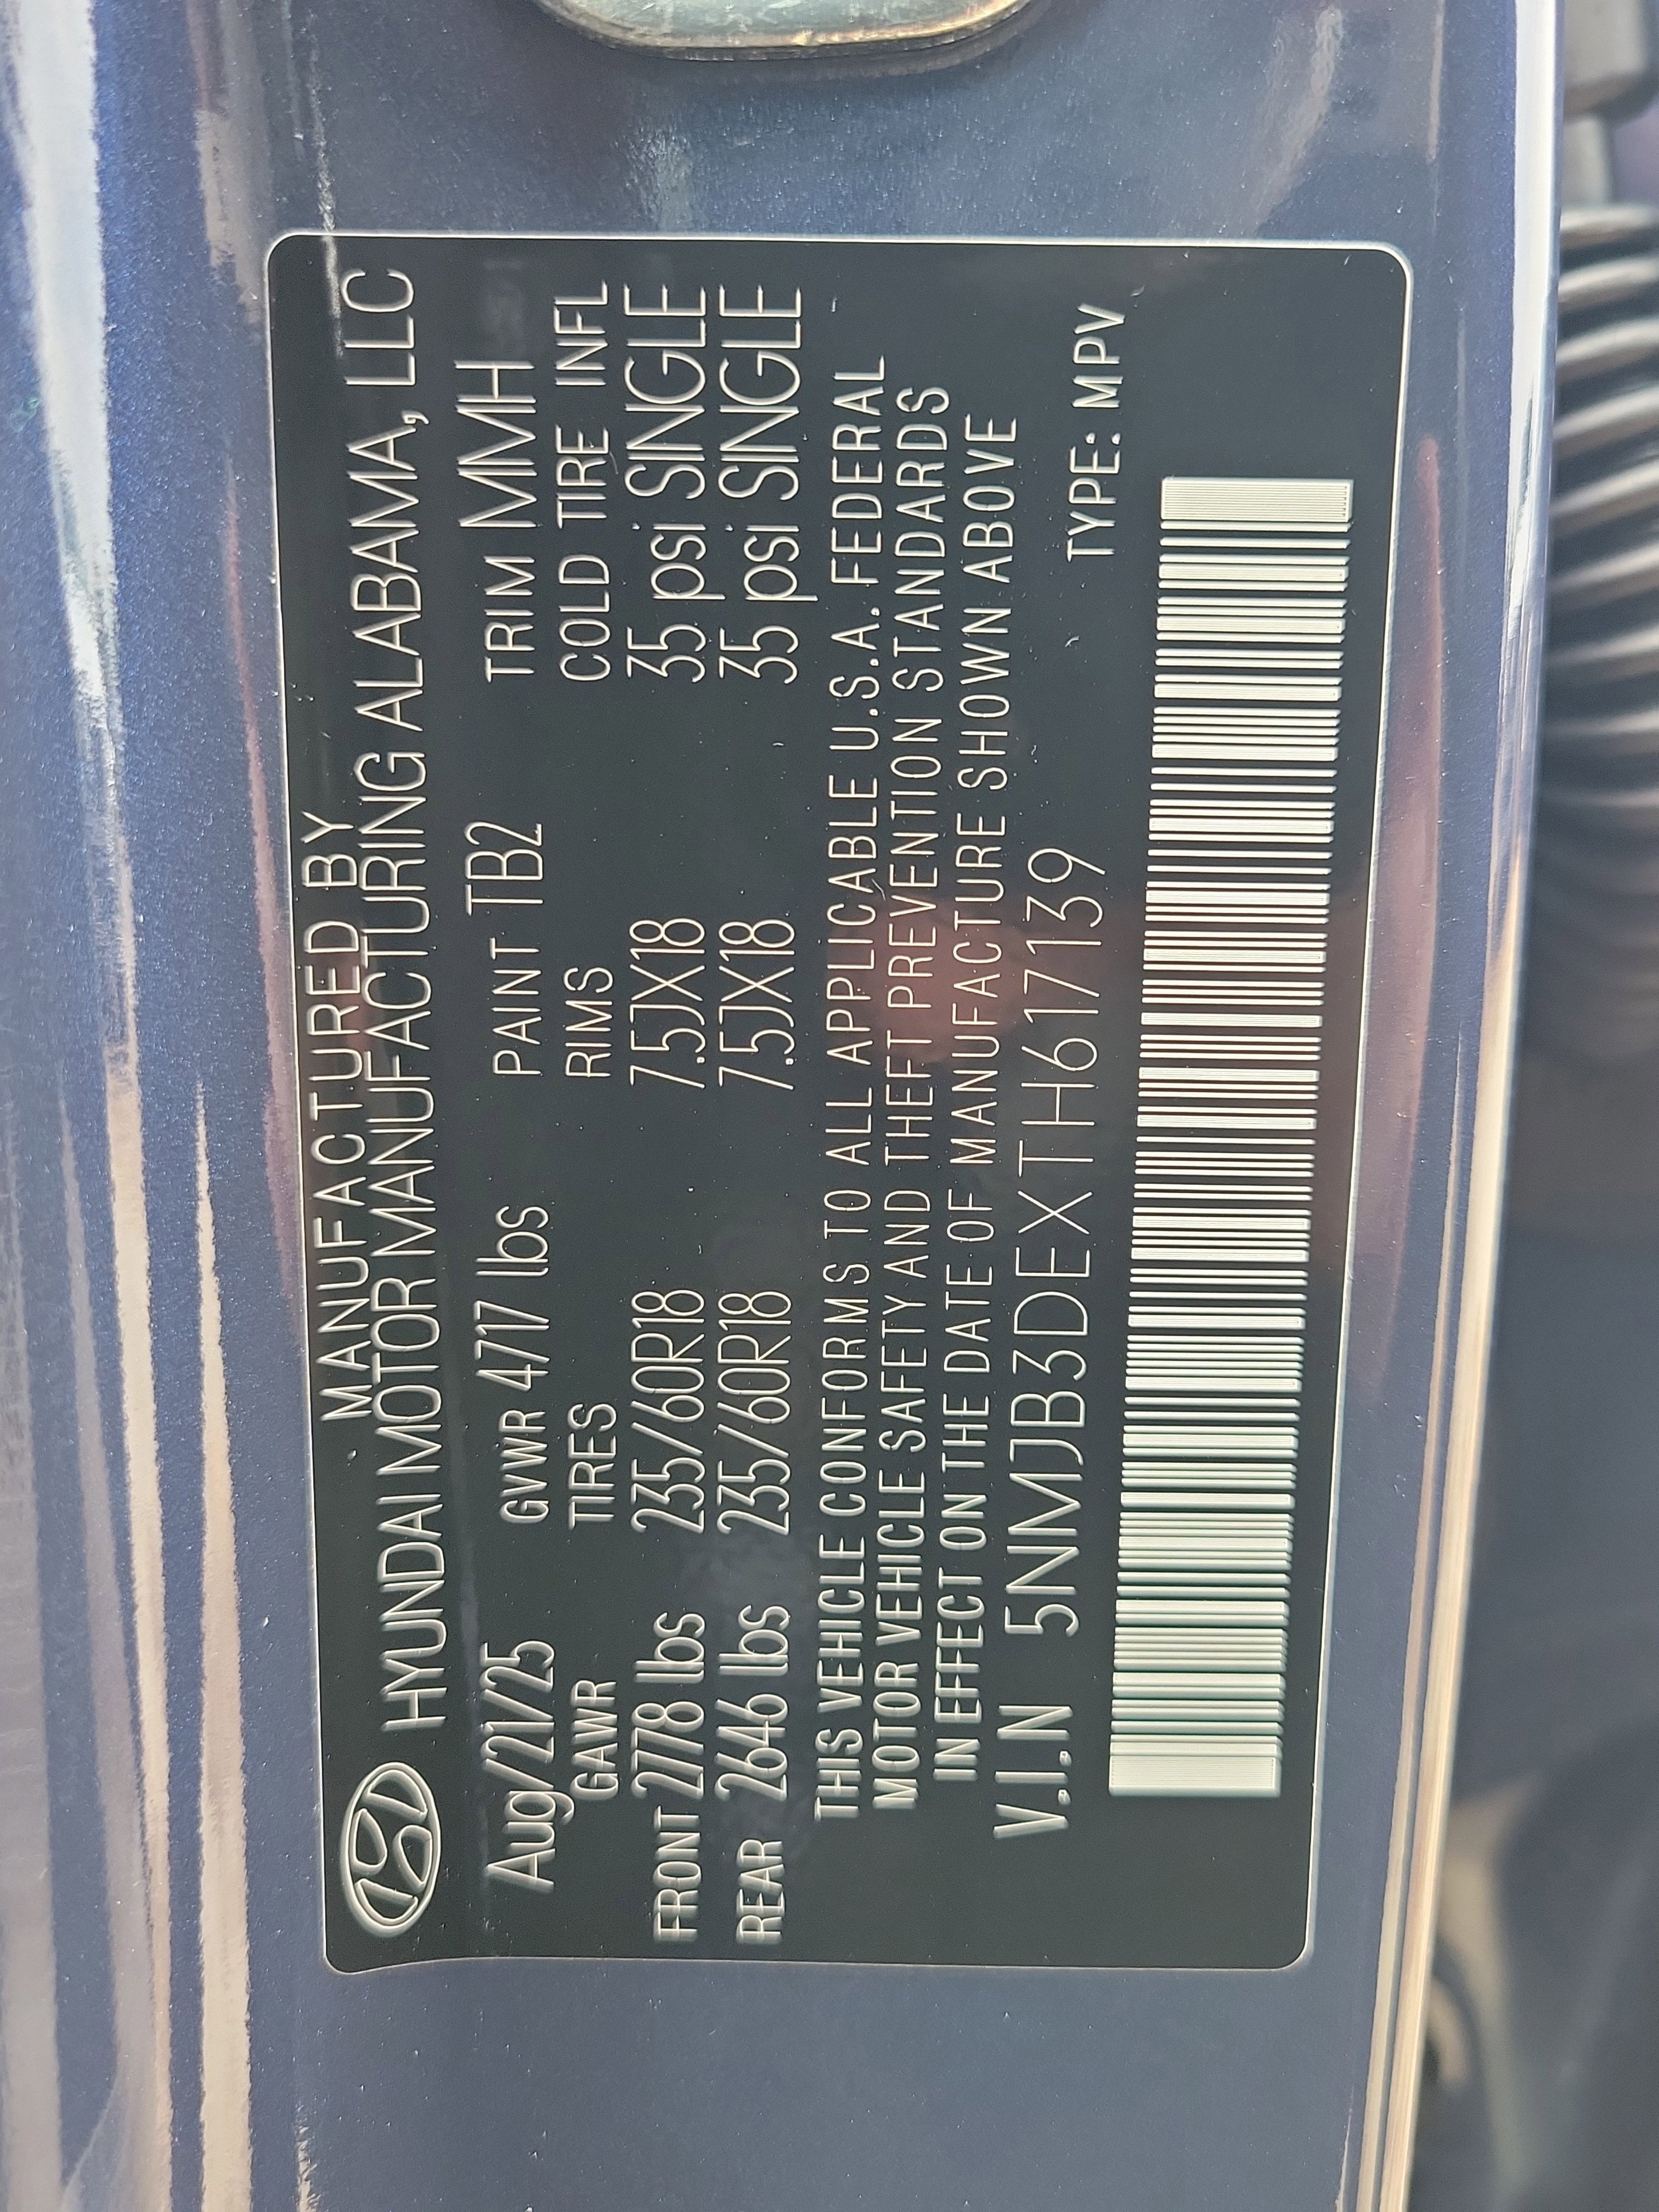 MANUFACTURED BY
HYUNDAI MOTOR MANUFACTURING ALABAMA, LLC
Aug/21/25 GVWR 4717 lbs PAINT TB2 TRIM MMH
GAWR TIRES RIMS COLD TIRE INFL
FRONT 2778 lbs 235/60R18 7.5JX18 35 psi SINGLE
REAR 2646 lbs 235/60R18 7.5JX18 35 psi SINGLE
THIS VEHICLE CONFORMS TO ALL APPLICABLE U.S.A. FEDERAL
MOTOR VEHICLE SAFETY AND THEFT PREVENTION STANDARDS
IN EFFECT ON THE DATE OF MANUFACTURE SHOWN ABOVE
V.I.N 5NMJB3DEXTH617139 TYPE: MPV